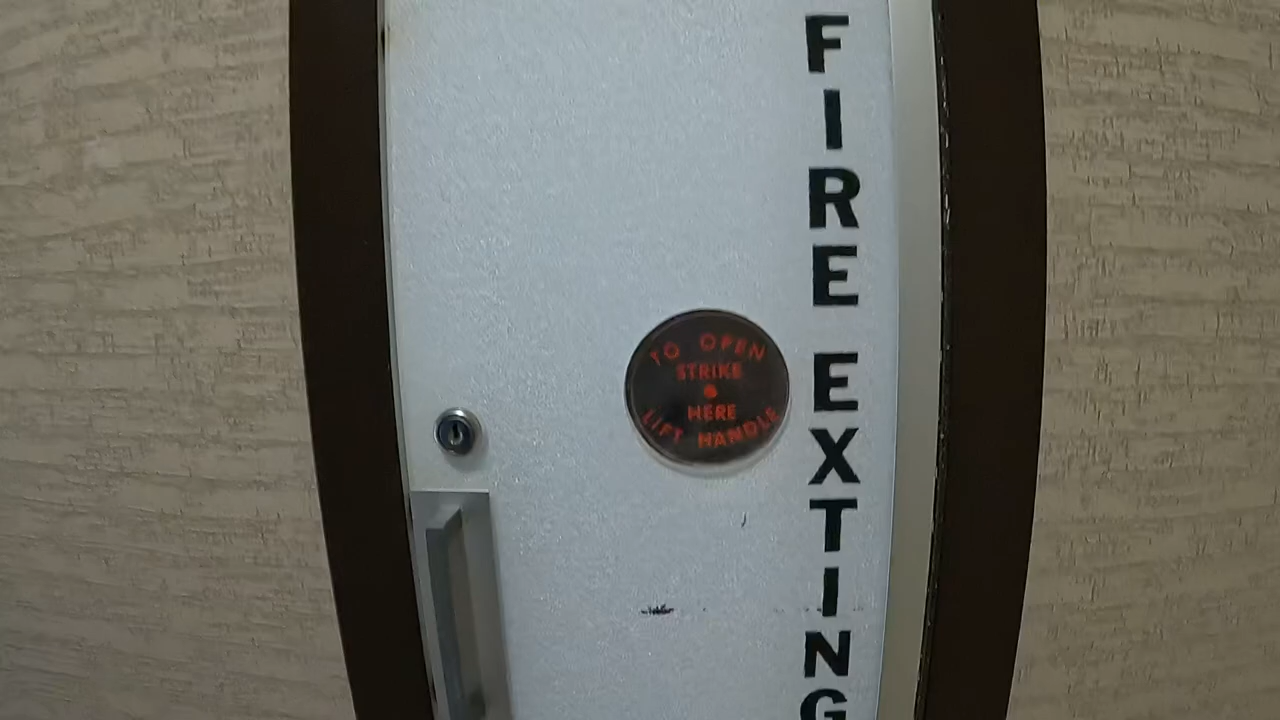 FIRE EXTING
TO OPEN
STRIKE
HERE
LIFT HANDLE